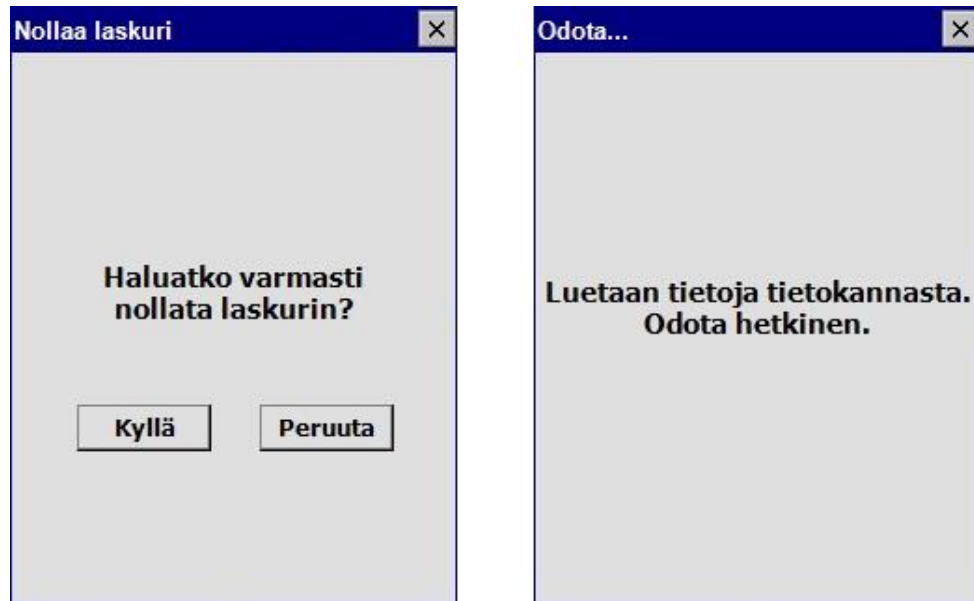 Nollaa laskuri
Haluatko varmasti
nollata laskurin?
Kyllä
Peruuta
Odota...
Luetaan tietoja tietokannasta.
Odota hetkinen.